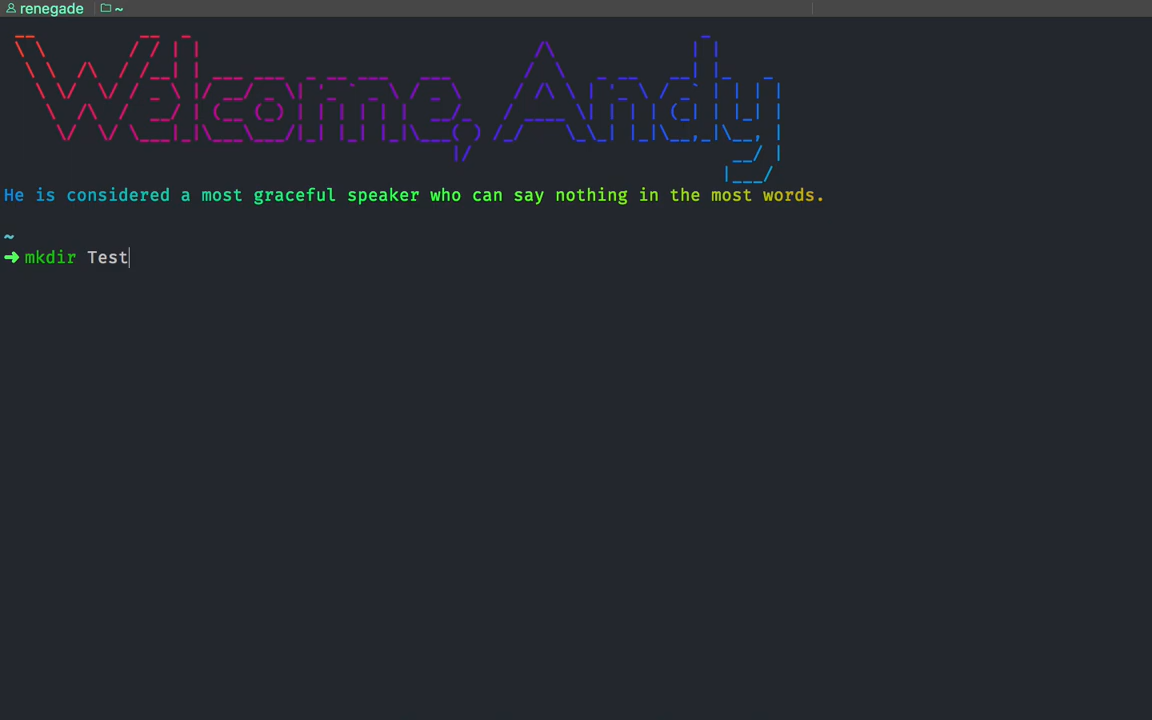 renegade ~
Welcome, Andy
He is considered a most graceful speaker who can say nothing in the most words.
~
➜ mkdir Test